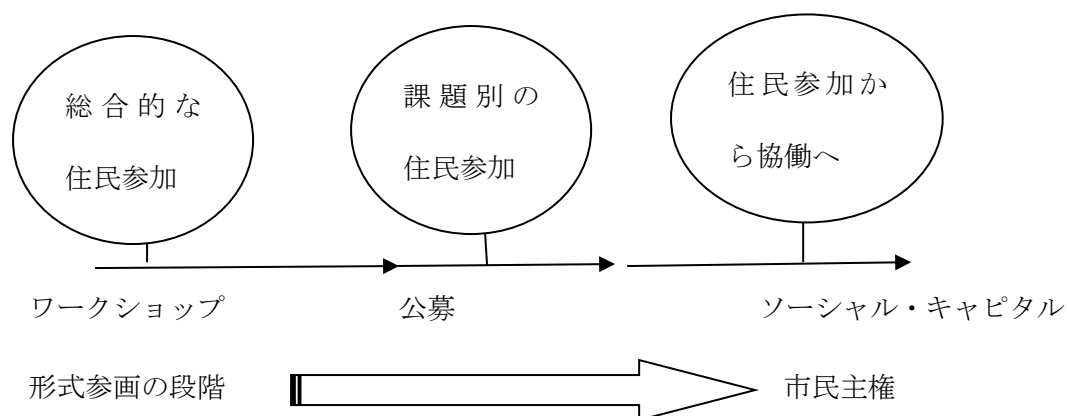 総合的な
住民参加
課題別の
住民参加
住民参加か
ら協働へ
ワークショップ
公募
ソーシャル・キャピタル
形式参画の段階
市民主権